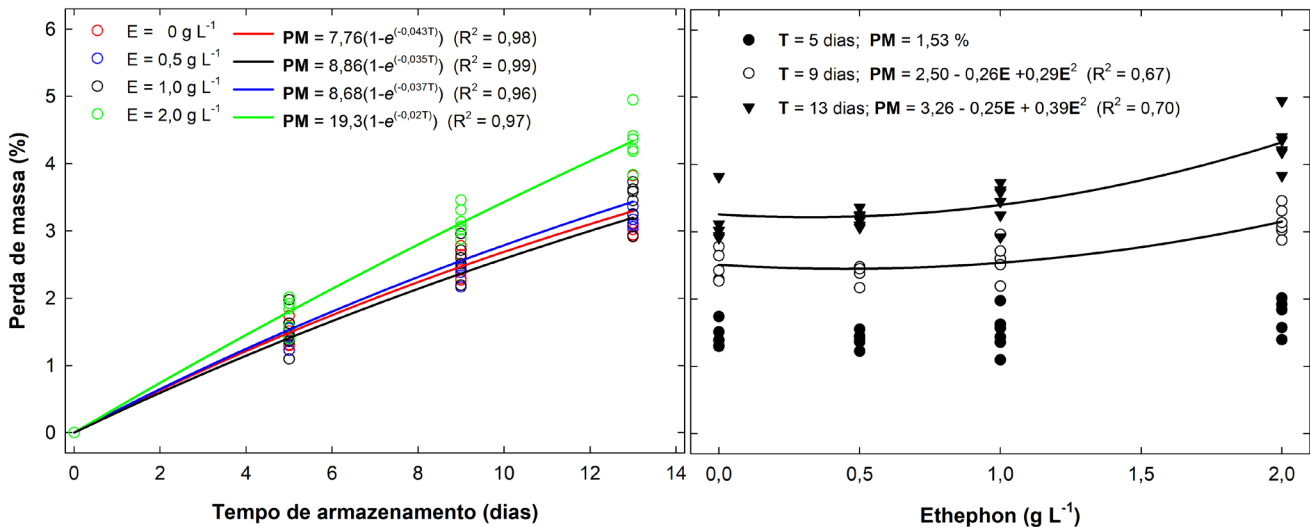 E = 0 g L⁻¹ PM = 7,76(1-e^(-0,043T)) (R² = 0,98)
E = 0,5 g L⁻¹ PM = 8,86(1-e^(-0,035T)) (R² = 0,99)
E = 1,0 g L⁻¹ PM = 8,68(1-e^(-0,037T)) (R² = 0,96)
E = 2,0 g L⁻¹ PM = 19,3(1-e^(-0,02T)) (R² = 0,97)
Perda de massa (%)
6
5
4
3
2
1
0
0 2 4 6 8 10 12 14
Tempo de armazenamento (dias)
T = 5 dias; PM = 1,53 %
T = 9 dias; PM = 2,50 - 0,26E +0,29E² (R² = 0,67)
T = 13 dias; PM = 3,26 - 0,25E + 0,39E² (R² = 0,70)
0,0 0,5 1,0 1,5 2,0
Ethephon (g L⁻¹)